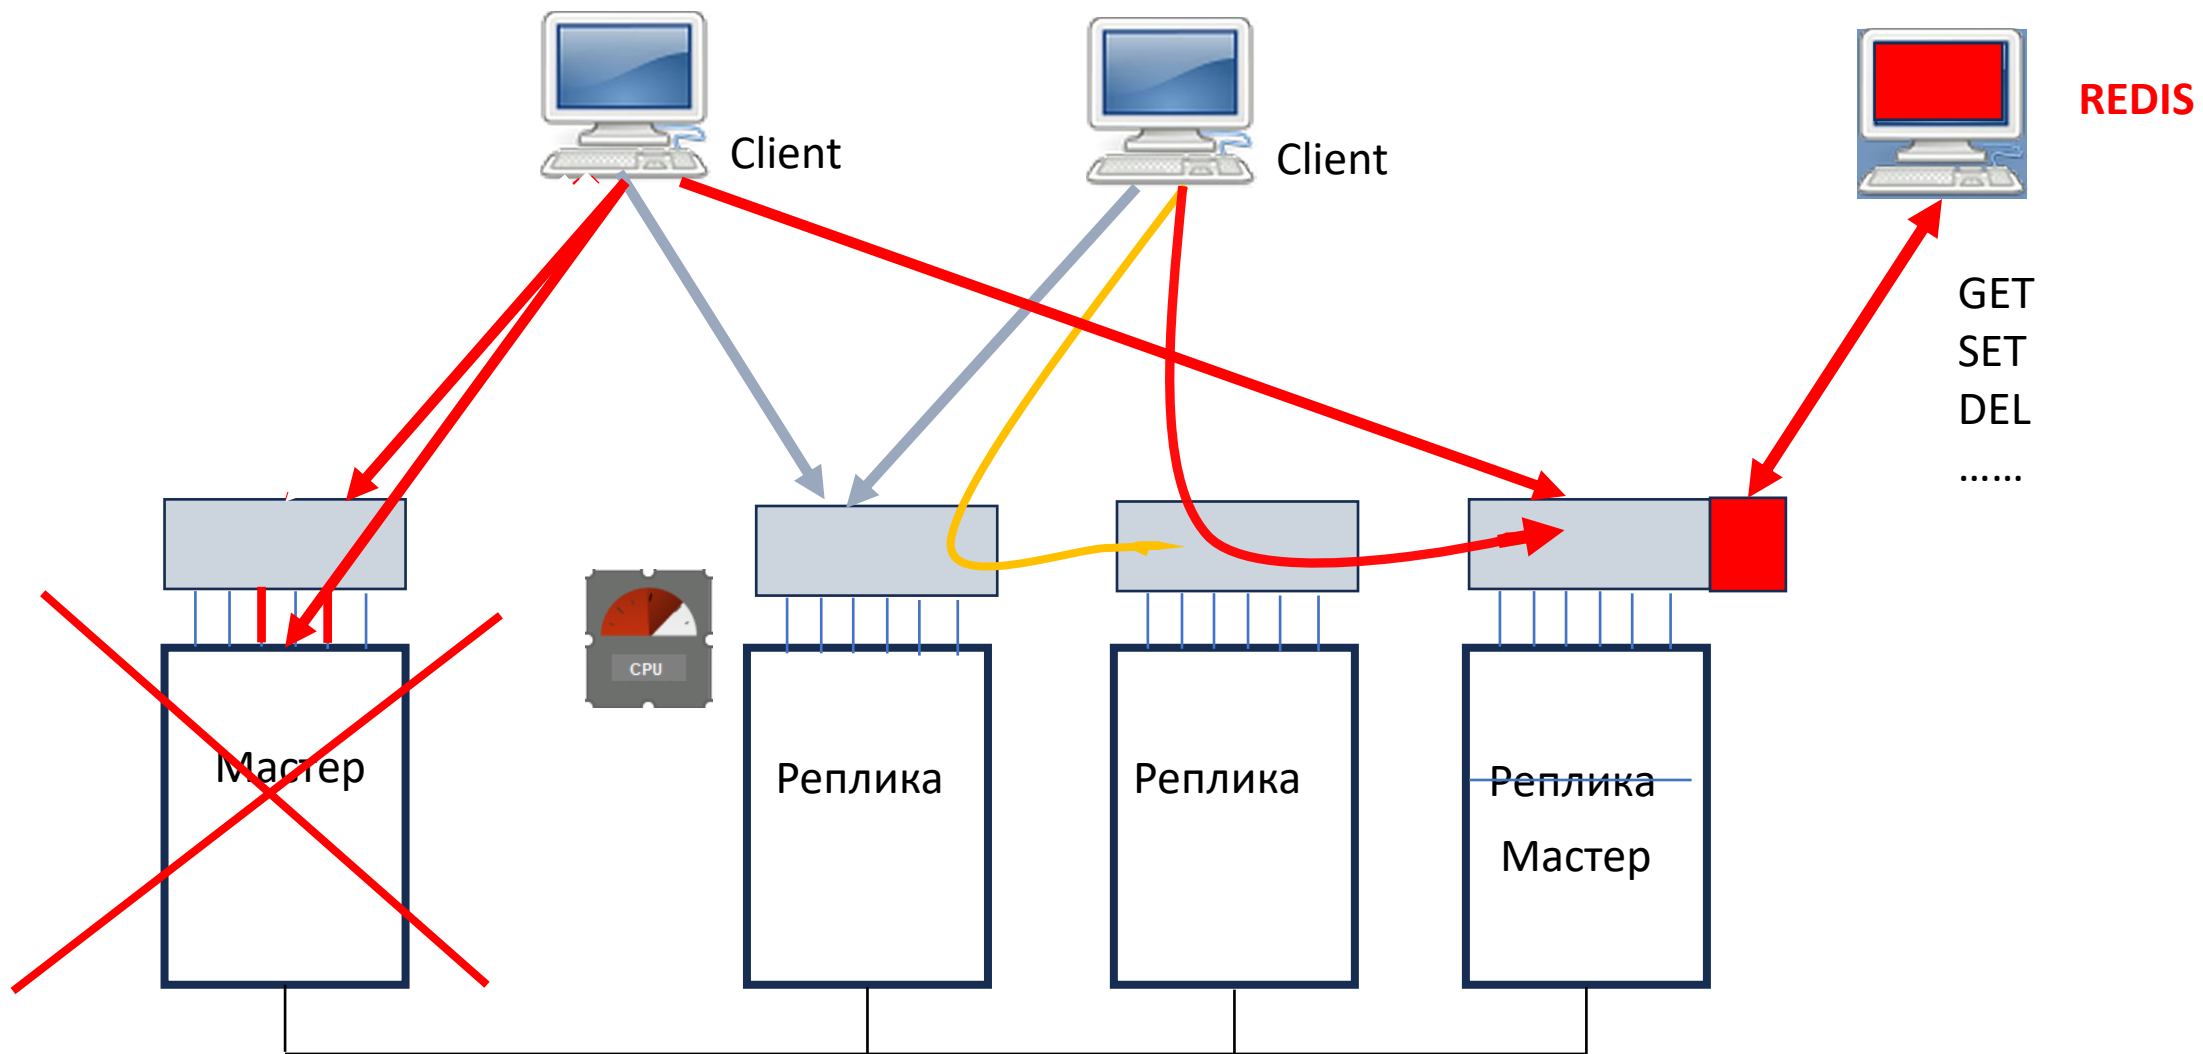 Client
Client
REDIS
GET
SET
DEL
......
CPU
Мастер
Реплика
Реплика
Реплика
Мастер